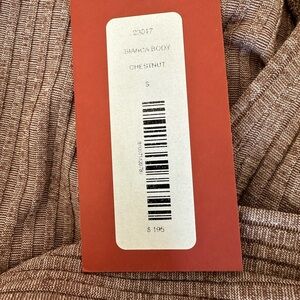 23017
BIANCA BODY
CHESTNUT
S
$ 195